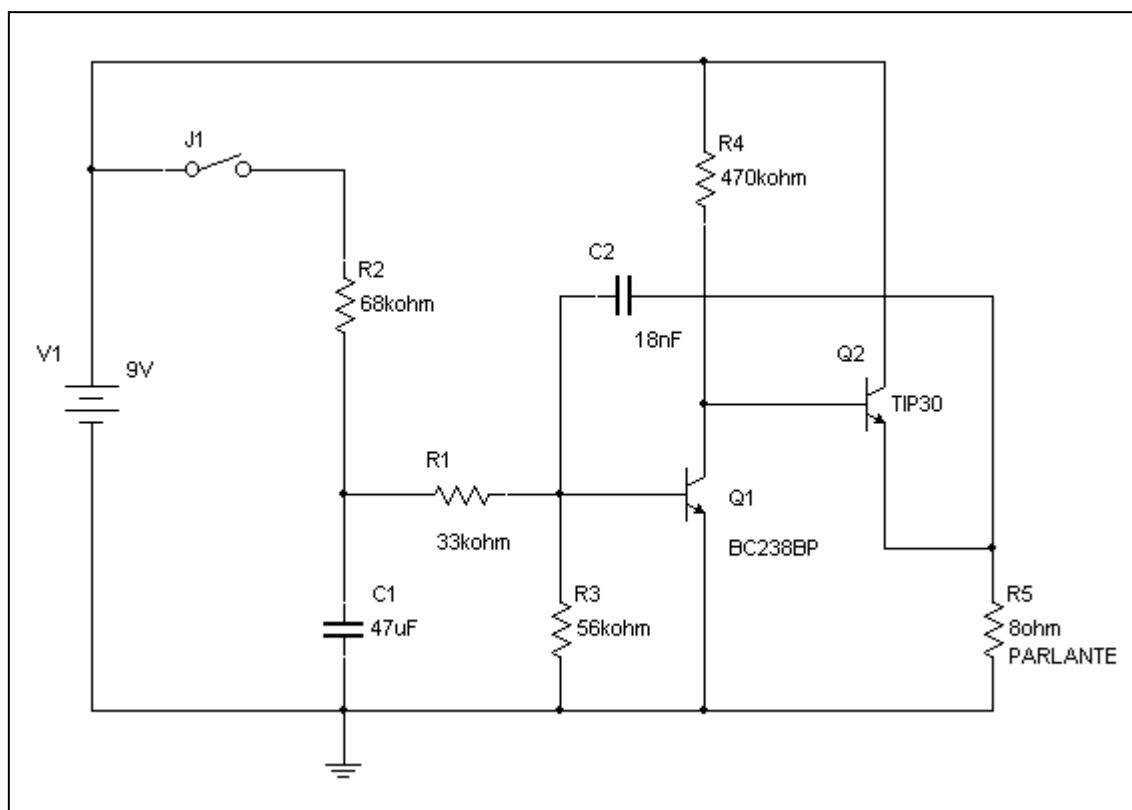 J1
R4
470kohm
C2
18nF
R2
68kohm
V1
9V
Q2
TIP30
R1
33kohm
Q1
BC238BP
C1
47uF
R3
56kohm
R5
8ohm
PARLANTE